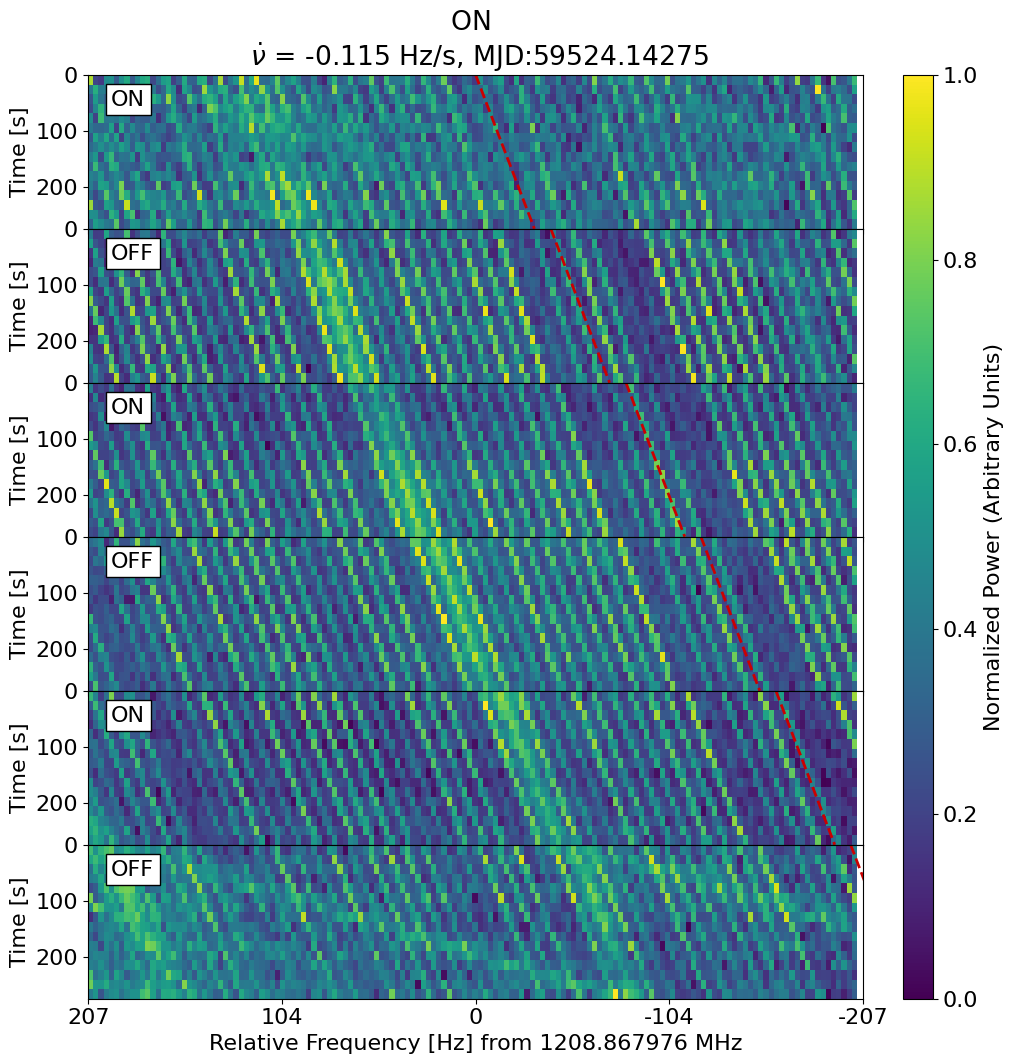 ON
ν̇ = -0.115 Hz/s, MJD:59524.14275
0
100
200
Time [s]
ON
0
100
200
Time [s]
OFF
0
100
200
Time [s]
ON
0
100
200
Time [s]
OFF
0
100
200
Time [s]
ON
0
100
200
Time [s]
OFF
207 104 0 -104 -207
Relative Frequency [Hz] from 1208.867976 MHz
1.0
0.8
0.6
0.4
0.2
0.0
Normalized Power (Arbitrary Units)